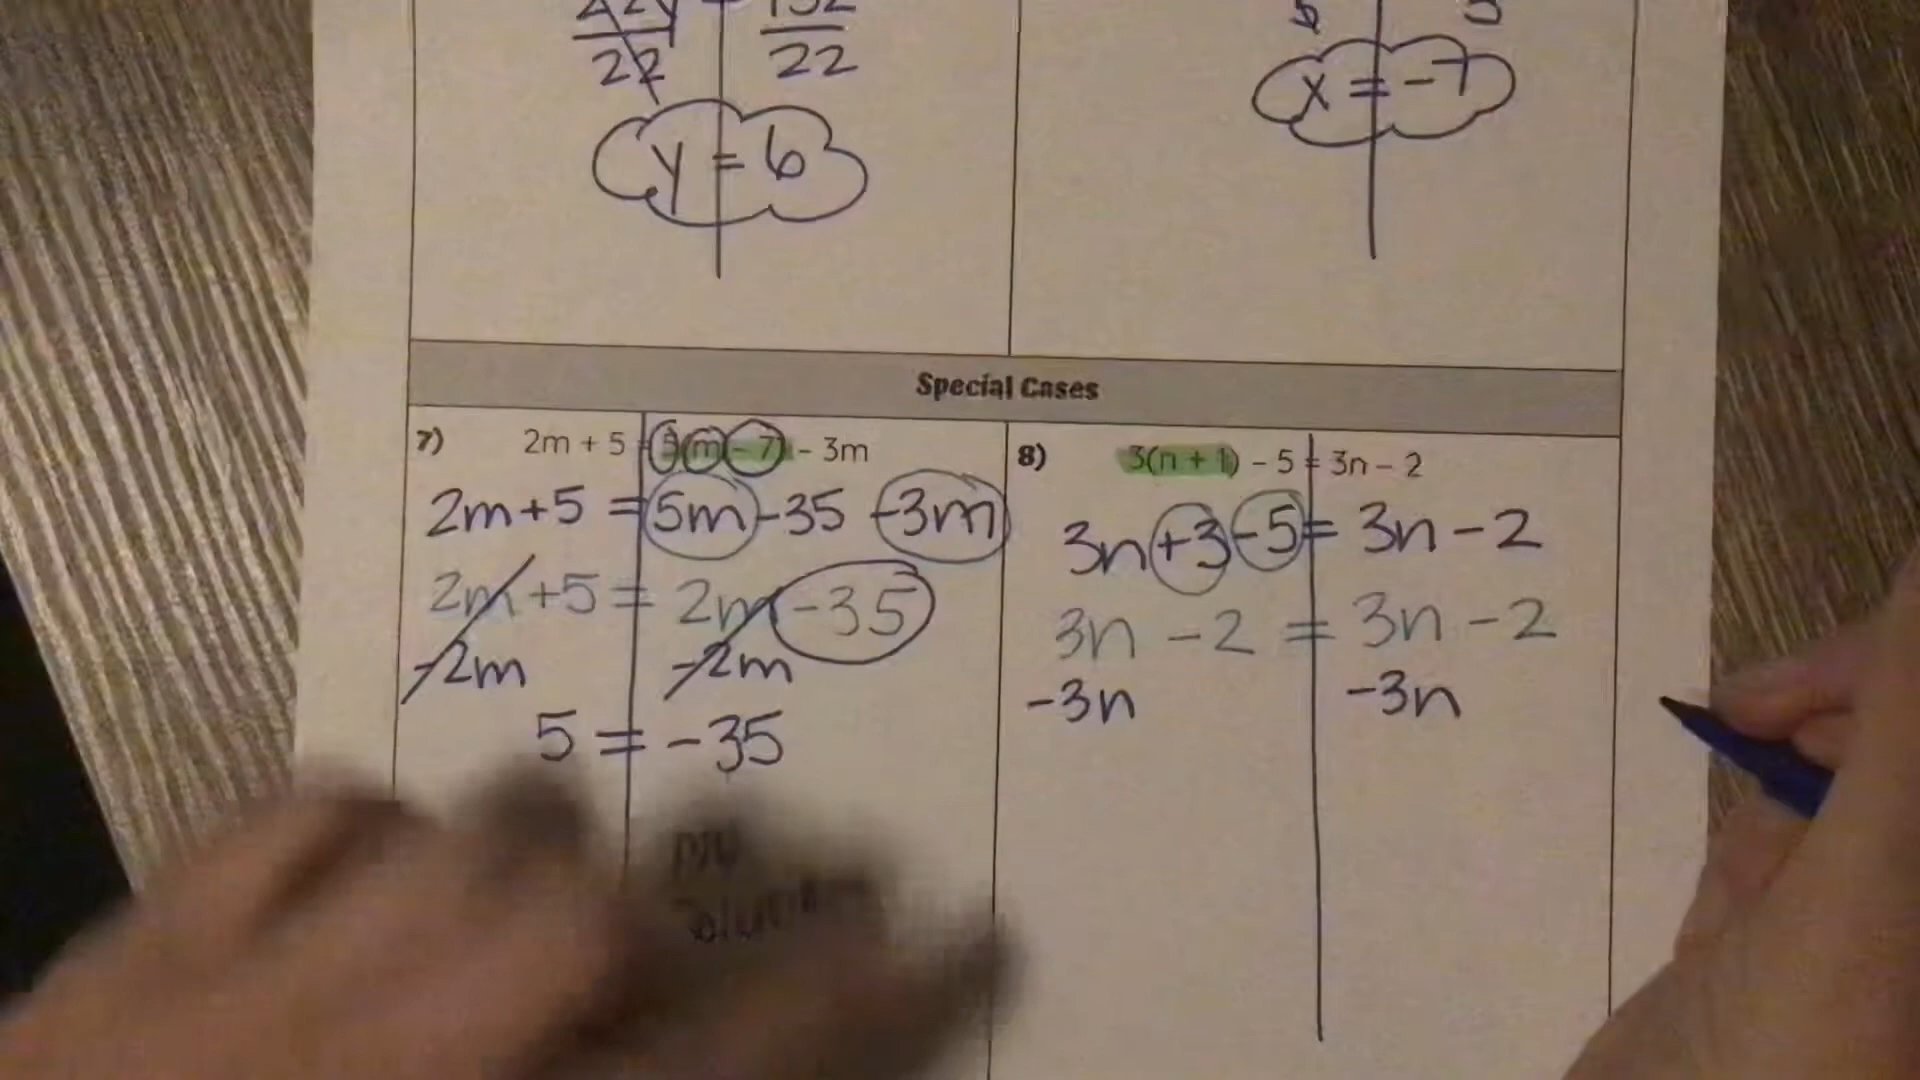 22 22
y = 6
x = -7
Special Cases
7) 2m + 5 = 5(m - 7) - 3m
2m+5 = 5m-35 -3m
2m +5 = 2m -35
-2m -2m
5 = -35
8) 3(n + 1) - 5 = 3n - 2
3n +3 -5 = 3n - 2
3n - 2 = 3n - 2
-3n -3n